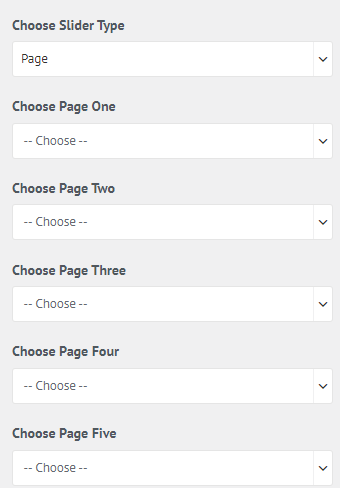 Choose Slider Type
Page
Choose Page One
-- Choose --
Choose Page Two
-- Choose --
Choose Page Three
-- Choose --
Choose Page Four
-- Choose --
Choose Page Five
-- Choose --